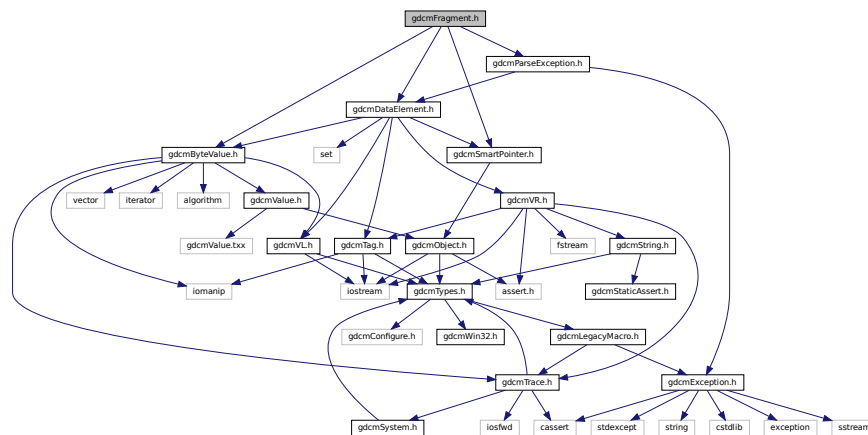 gdcmFragment.h
gdcmParseException.h
gdcmDataElement.h
gdcmByteValue.h
set
gdcmSmartPointer.h
vector
iterator
algorithm
gdcmValue.h
gdcmVR.h
gdcmValue.txx
gdcmVL.h
gdcmTag.h
gdcmObject.h
fstream
gdcmString.h
iomanip
iostream
gdcmTypes.h
assert.h
gdcmStaticAssert.h
gdcmConfigure.h
gdcmWin32.h
gdcmLegacyMacro.h
gdcmTrace.h
gdcmException.h
gdcmSystem.h
iosfwd
cassert
stdexcept
string
cstdlib
exception
sstream